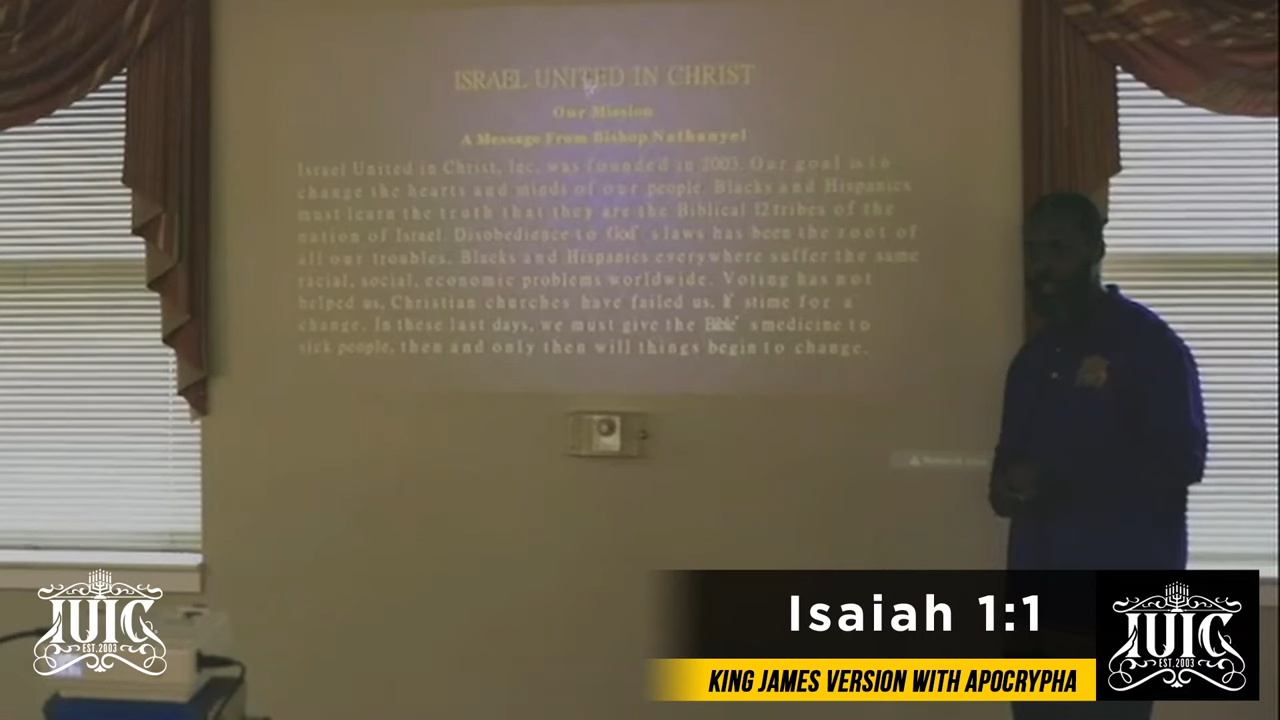 ISRAEL UNITED IN CHRIST
Our Mission
A Message From Bishop Nathanyel
Israel United in Christ, Inc. was founded in 2003. Our goal is to
change the hearts and minds of our people. Blacks and Hispanics
must learn the truth that they are the Biblical 12 tribes of the
nation of Israel. Disobedience to God' s laws has been the root of
all our troubles. Blacks and Hispanics everywhere suffer the same
racial, social, economic problems worldwide. Voting has not
helped us, Christian churches have failed us, it' s time for a
change. In these last days, we must give the Bible' s medicine to
sick people, then and only then will things begin to change.
Isaiah 1:1
KING JAMES VERSION WITH APOCRYPHA
IUIC
EST. 2003
IUIC
EST. 2003